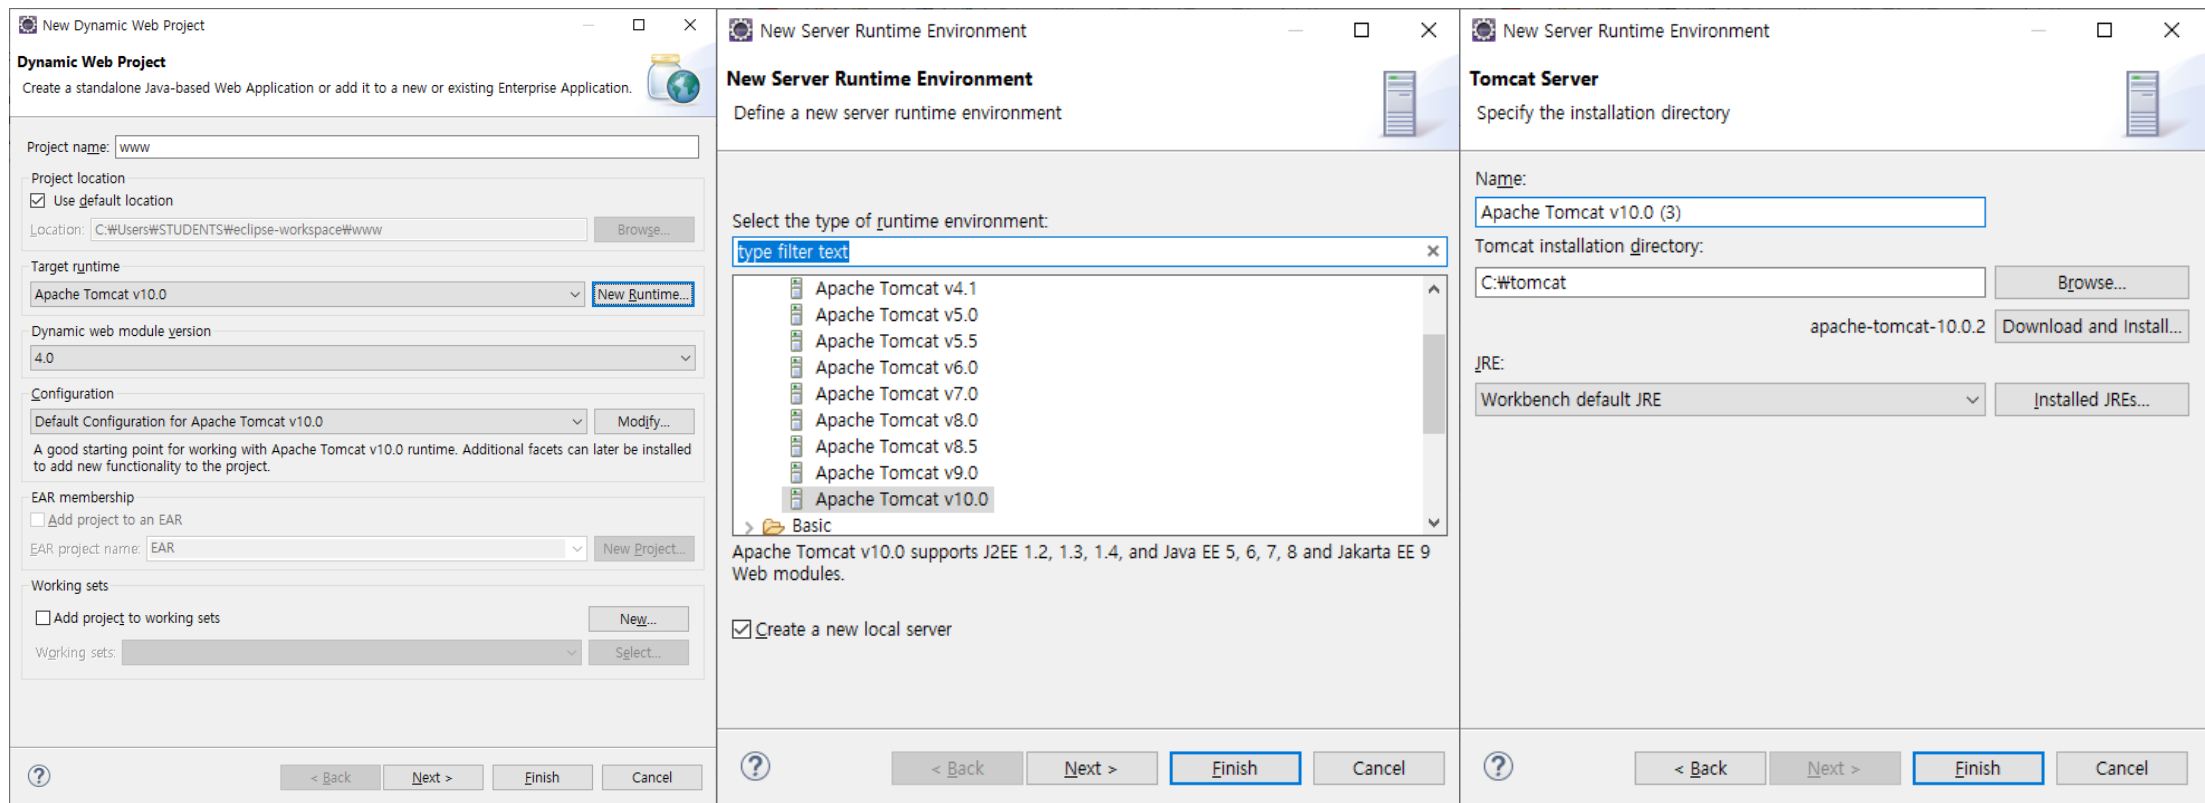 New Dynamic Web Project
Dynamic Web Project
Create a standalone Java-based Web Application or add it to a new or existing Enterprise Application.
Project name: www
Project location
Use default location
Location: C:₩Users₩STUDENTS₩eclipse-workspace₩www Browse...
Target runtime
Apache Tomcat v10.0 New Runtime...
Dynamic web module version
4.0
Configuration
Default Configuration for Apache Tomcat v10.0 Modify...
A good starting point for working with Apache Tomcat v10.0 runtime. Additional facets can later be installed
to add new functionality to the project.
EAR membership
Add project to an EAR
EAR project name: EAR New Project...
Working sets
Add project to working sets New...
Working sets: Select...
< Back Next > Finish Cancel
New Server Runtime Environment
New Server Runtime Environment
Define a new server runtime environment
Select the type of runtime environment:
type filter text
Apache Tomcat v4.1
Apache Tomcat v5.0
Apache Tomcat v5.5
Apache Tomcat v6.0
Apache Tomcat v7.0
Apache Tomcat v8.0
Apache Tomcat v8.5
Apache Tomcat v9.0
Apache Tomcat v10.0
Basic
Apache Tomcat v10.0 supports J2EE 1.2, 1.3, 1.4, and Java EE 5, 6, 7, 8 and Jakarta EE 9
Web modules.
Create a new local server
< Back Next > Finish Cancel
New Server Runtime Environment
Tomcat Server
Specify the installation directory
Name:
Apache Tomcat v10.0 (3)
Tomcat installation directory:
C:₩tomcat Browse...
apache-tomcat-10.0.2 Download and Install...
JRE:
Workbench default JRE Installed JREs...
< Back Next > Finish Cancel